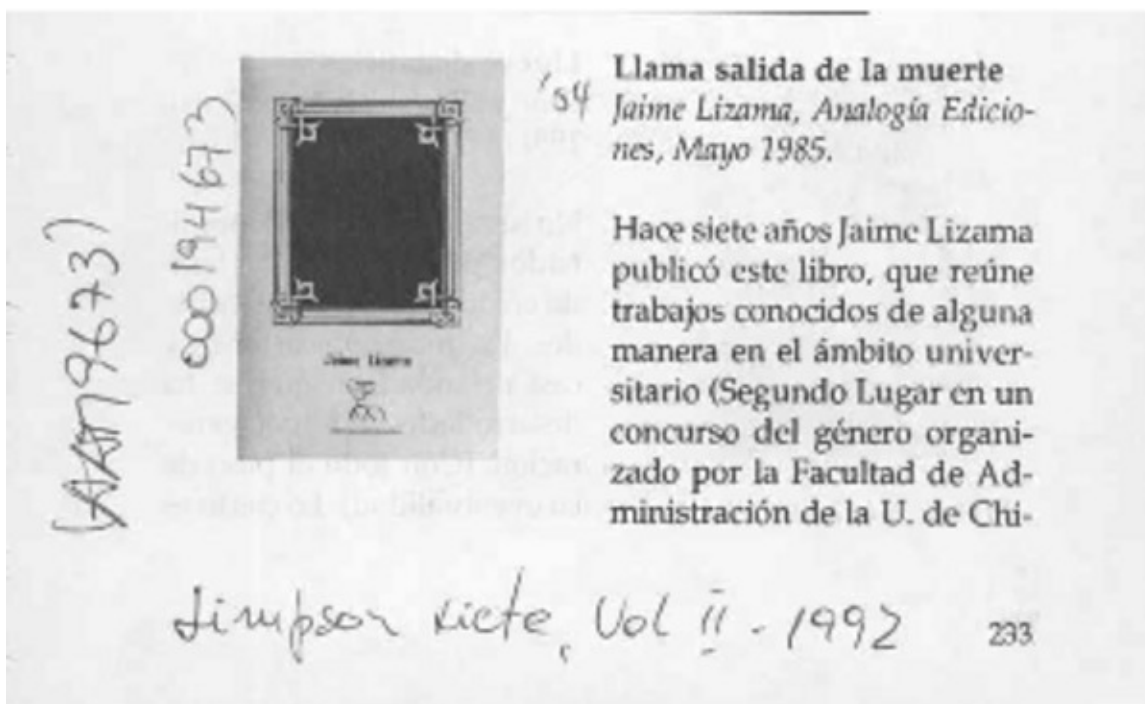 Llama salida de la muerte
Jaime Lizama, Analogía Edicio-
nes, Mayo 1985.
Hace siete años Jaime Lizama
publicó este libro, que reúne
trabajos conocidos de alguna
manera en el ámbito univer-
sitario (Segundo Lugar en un
concurso del género organi-
zado por la Facultad de Ad-
ministración de la U. de Chi-
000194673
Jaime Lizama
Simpson siete, Vol II - 1992
233